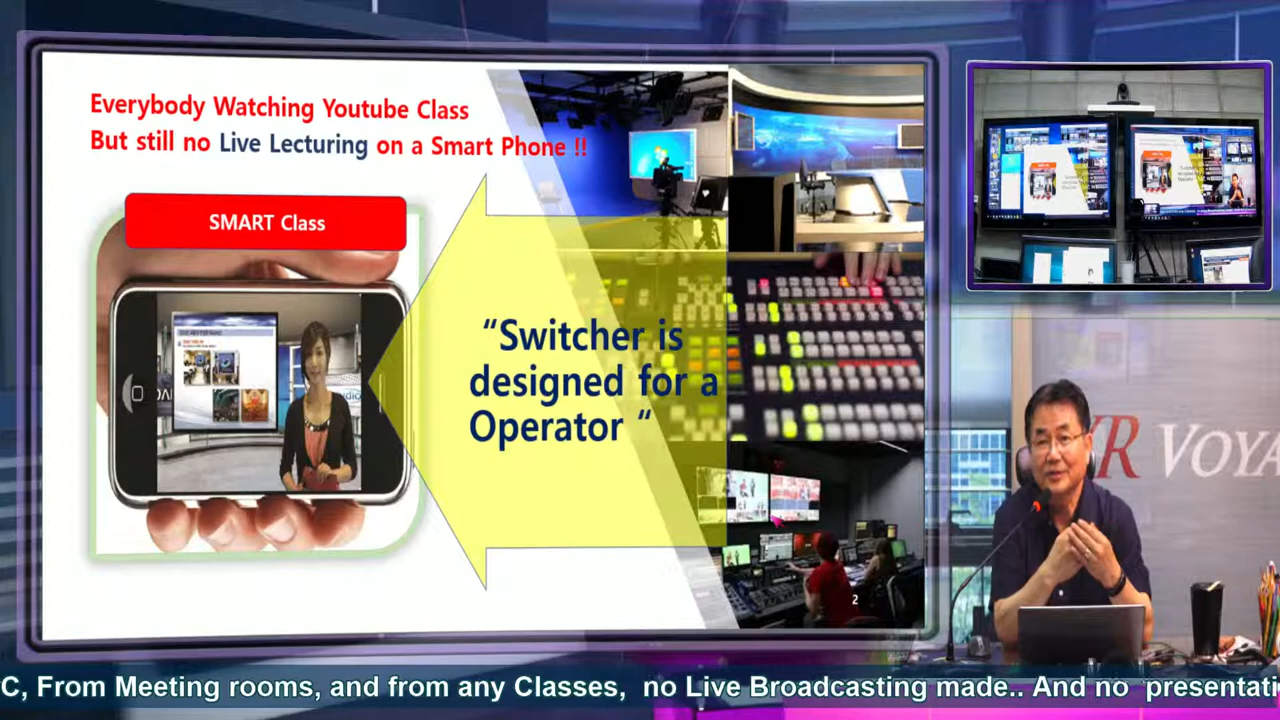 Everybody Watching Youtube Class
But still no Live Lecturing on a Smart Phone !!
SMART Class
“Switcher is
designed for a
Operator “
2
R VOYA
C, From Meeting rooms, and from any Classes, no Live Broadcasting made.. And no presentati